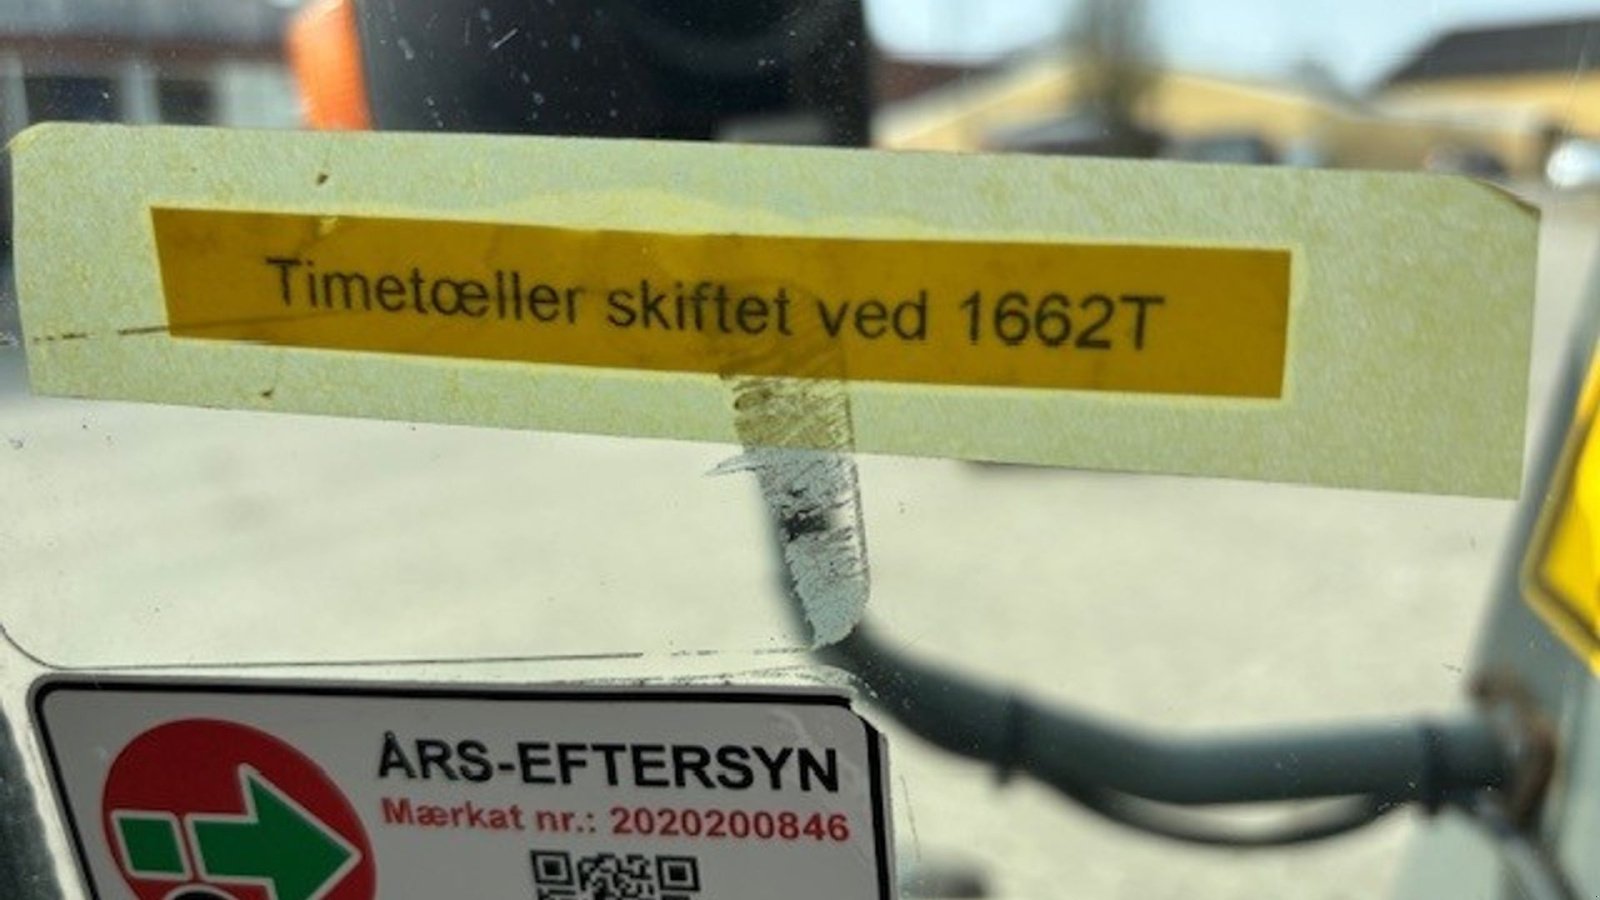 Timetæller skiftet ved 1662T
ÅRS-EFTERSYN
Mærkat nr.: 2020200846